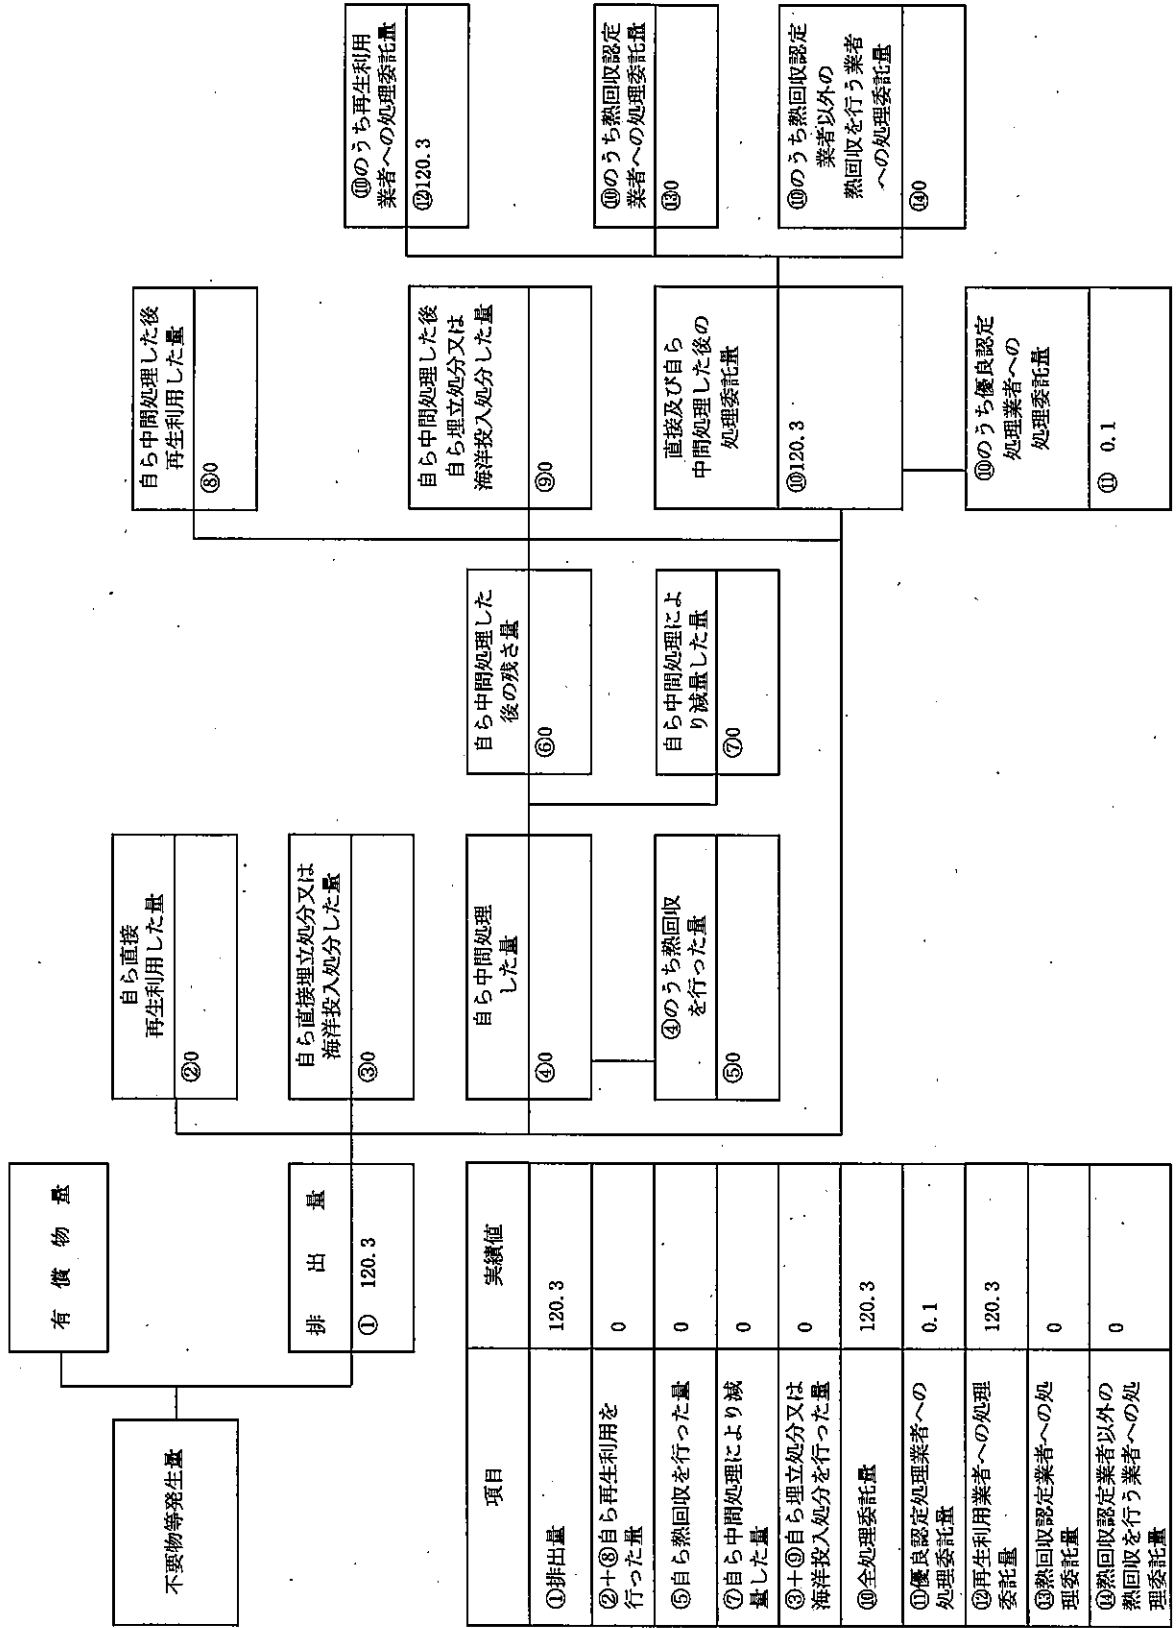 有償物量
不要物等発生量
排出量
① 120.3
自ら直接
再生利用した量
②0
自ら直接埋立処分又は
海洋投入処分した量
③0
自ら中間処理
した量
④0
④のうち熱回収
を行った量
⑤0
自ら中間処理した
後の残さ量
⑥0
自ら中間処理によ
り減量した量
⑦0
自ら中間処理した後
再生利用した量
⑧0
自ら中間処理した後
自ら埋立処分又は
海洋投入処分した量
⑨0
直接及び自ら
中間処理した後の
処理委託量
⑩120.3
⑩のうち優良認定
処理業者への
処理委託量
⑪ 0.1
⑩のうち再生利用
業者への処理委託量
⑫120.3
⑩のうち熱回収認定
業者への処理委託量
⑬0
⑩のうち熱回収認定
業者以外の
熱回収を行う業者
への処理委託量
⑭0
項目 実績値
①排出量 120.3
②+⑧自ら再生利用を
行った量 0
⑤自ら熱回収を行った量 0
⑦自ら中間処理により減
量した量 0
③+⑨自ら埋立処分又は
海洋投入処分を行った量 0
⑩全処理委託量 120.3
⑪優良認定処理業者への
処理委託量 0.1
⑫再生利用業者への処理
委託量 120.3
⑬熱回収認定業者への処
理委託量 0
⑭熱回収認定業者以外の
熱回収を行う業者への処
理委託量 0